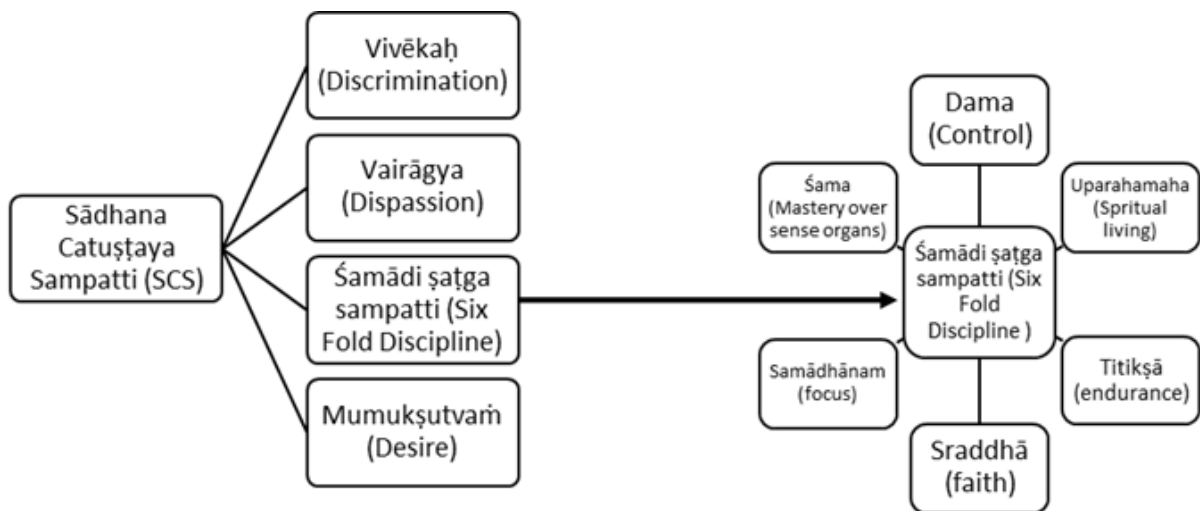 Sādhana
Catuṣṭaya
Sampatti (SCS)
Vivēkaḥ
(Discrimination)
Vairāgya
(Dispassion)
Śamādi ṣaṭga
sampatti (Six
Fold Discipline)
Mumukṣutvaṁ
(Desire)
Dama
(Control)
Śama
(Mastery over
sense organs)
Uparahamaha
(Spritual
living)
Śamādi ṣaṭga
sampatti (Six
Fold
Discipline )
Samādhānam
(focus)
Titikṣā
(endurance)
Sraddhā
(faith)